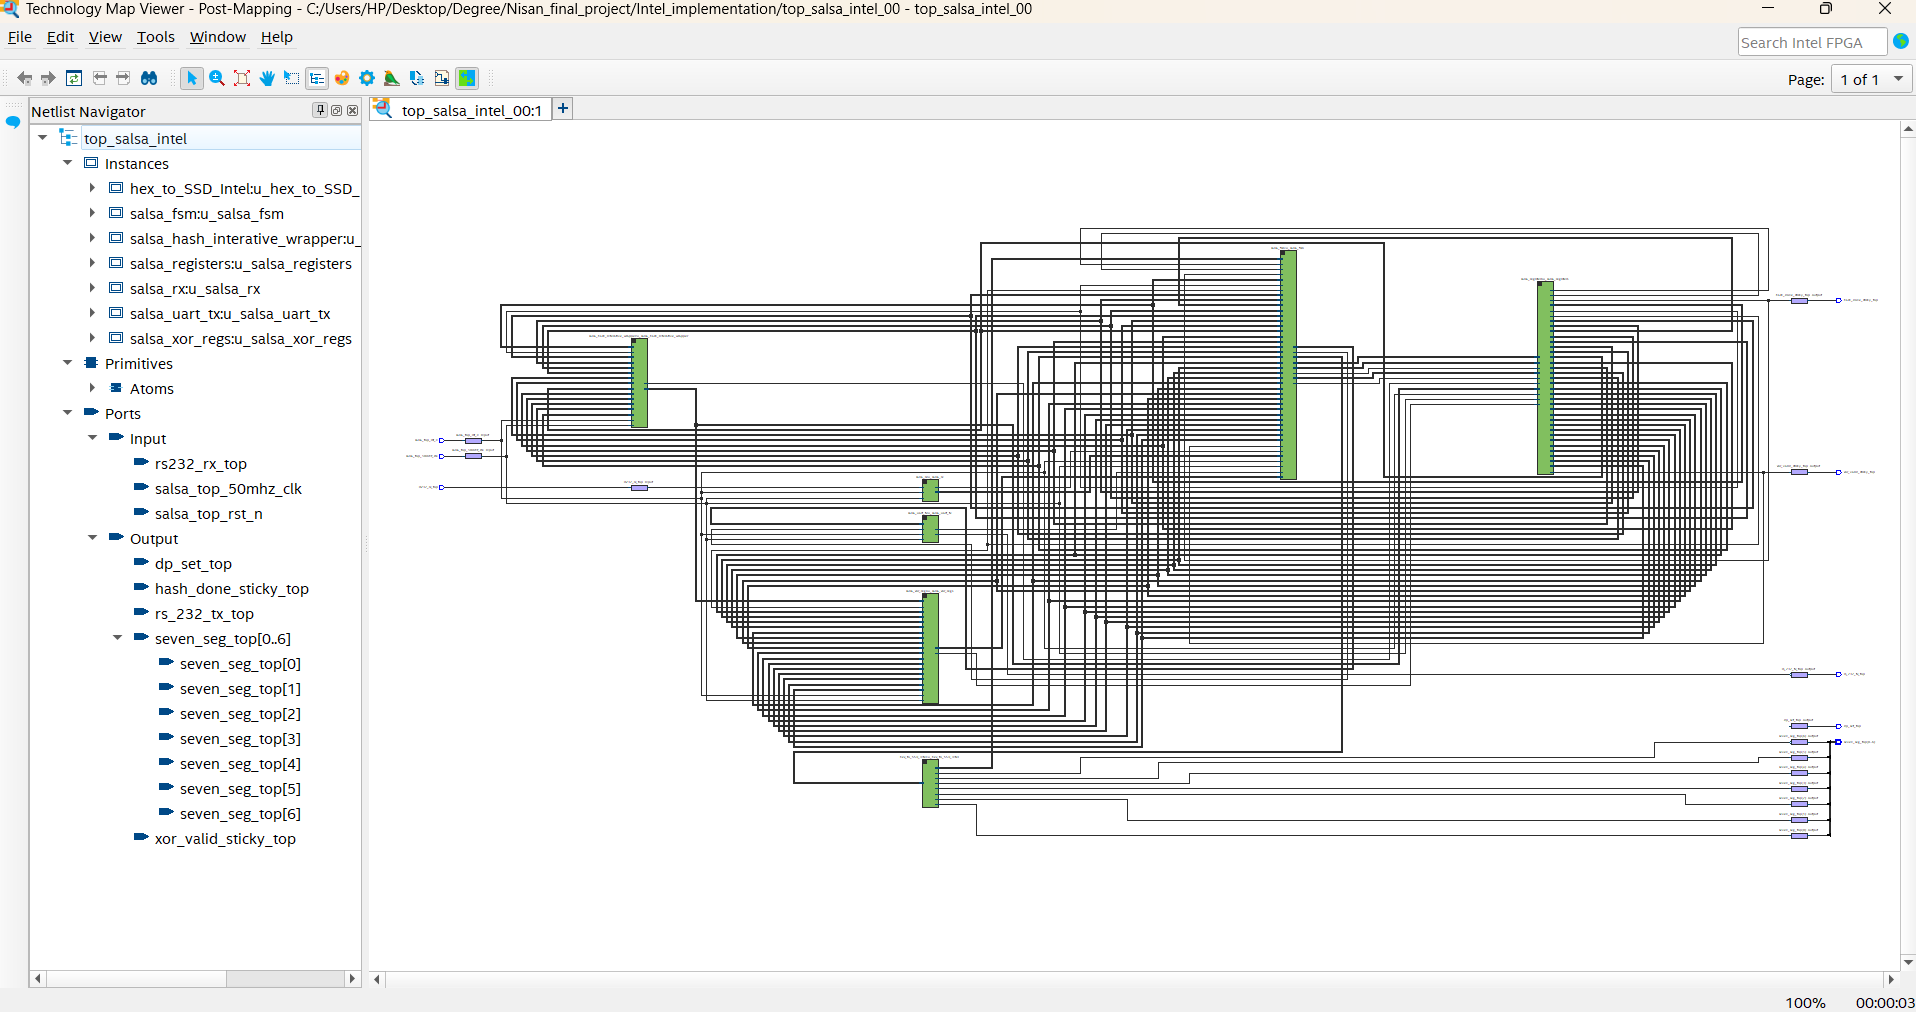 Technology Map Viewer - Post-Mapping - C:/Users/HP/Desktop/Degree/Nisan_final_project/Intel_implementation/top_salsa_intel_00 - top_salsa_intel_00
File Edit View Tools Window Help
Search Intel FPGA
Page: 1 of 1
Netlist Navigator
top_salsa_intel_00:1
top_salsa_intel
Instances
hex_to_SSD_Intel:u_hex_to_SSD_
salsa_fsm:u_salsa_fsm
salsa_hash_interative_wrapper:u_
salsa_registers:u_salsa_registers
salsa_rx:u_salsa_rx
salsa_uart_tx:u_salsa_uart_tx
salsa_xor_regs:u_salsa_xor_regs
Primitives
Atoms
Ports
Input
rs232_rx_top
salsa_top_50mhz_clk
salsa_top_rst_n
Output
dp_set_top
hash_done_sticky_top
rs_232_tx_top
seven_seg_top[0..6]
seven_seg_top[0]
seven_seg_top[1]
seven_seg_top[2]
seven_seg_top[3]
seven_seg_top[4]
seven_seg_top[5]
seven_seg_top[6]
xor_valid_sticky_top
100% 00:00:03